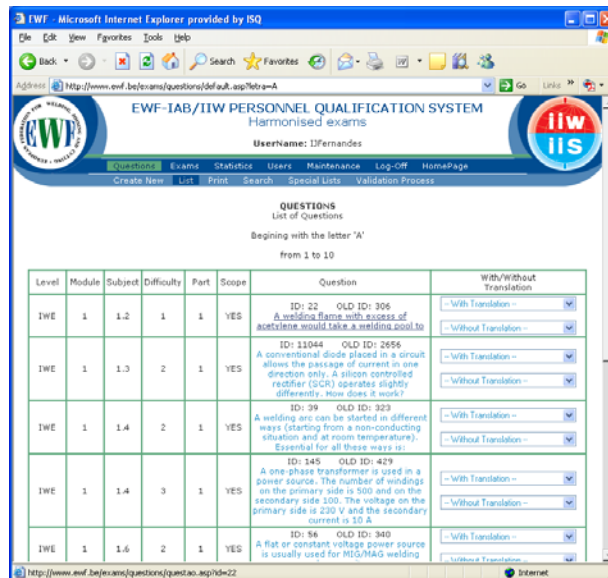 EWF - Microsoft Internet Explorer provided by ISQ
File Edit View Favorites Tools Help
Back Search Favorites
Address http://www.ewf.be/exams/questions/default.asp?letra=A Go Links »
EWF-IAB/IIW PERSONNEL QUALIFICATION SYSTEM
Harmonised exams
EWF
iiw
iis
UserName: IJFernandes
Questions Exams Statistics Users Maintenance Log-Off HomePage
Create New List Print Search Special Lists Validation Process
QUESTIONS
List of Questions
Begining with the letter "A"
from 1 to 10
Level Module Subject Difficulty Part Scope Question With/Without
Translation
IWE 1 1.2 1 1 YES
ID: 22 OLD ID: 306
A welding flame with excess of
acetylene would take a welding pool to
-- With Translation --
-- Without Translation --
IWE 1 1.3 2 1 YES
ID: 11044 OLD ID: 2656
A conventional diode placed in a circuit
allows the passage of current in one
direction only. A silicon controlled
rectifier (SCR) operates slightly
differently. How does it work?
-- With Translation --
-- Without Translation --
IWE 1 1.4 2 1 YES
ID: 39 OLD ID: 323
A welding arc can be started in different
ways (starting from a non-conducting
situation and at room temperature).
Essential for all these ways is:
-- With Translation --
-- Without Translation --
IWE 1 1.4 3 1 YES
ID: 145 OLD ID: 429
A one-phase transformer is used in a
power source. The number of windings
on the primary side is 500 and on the
secondary side 100. The voltage on the
primary side is 230 V and the secondary
current is 10 A
-- With Translation --
-- Without Translation --
IWE 1 1.6 2 1 YES
ID: 56 OLD ID: 340
A flat or constant voltage power source
is usually used for MIG/MAG welding
-- With Translation --
-- Without Translation --
http://www.ewf.be/exams/questions/questao.asp?id=22 Internet